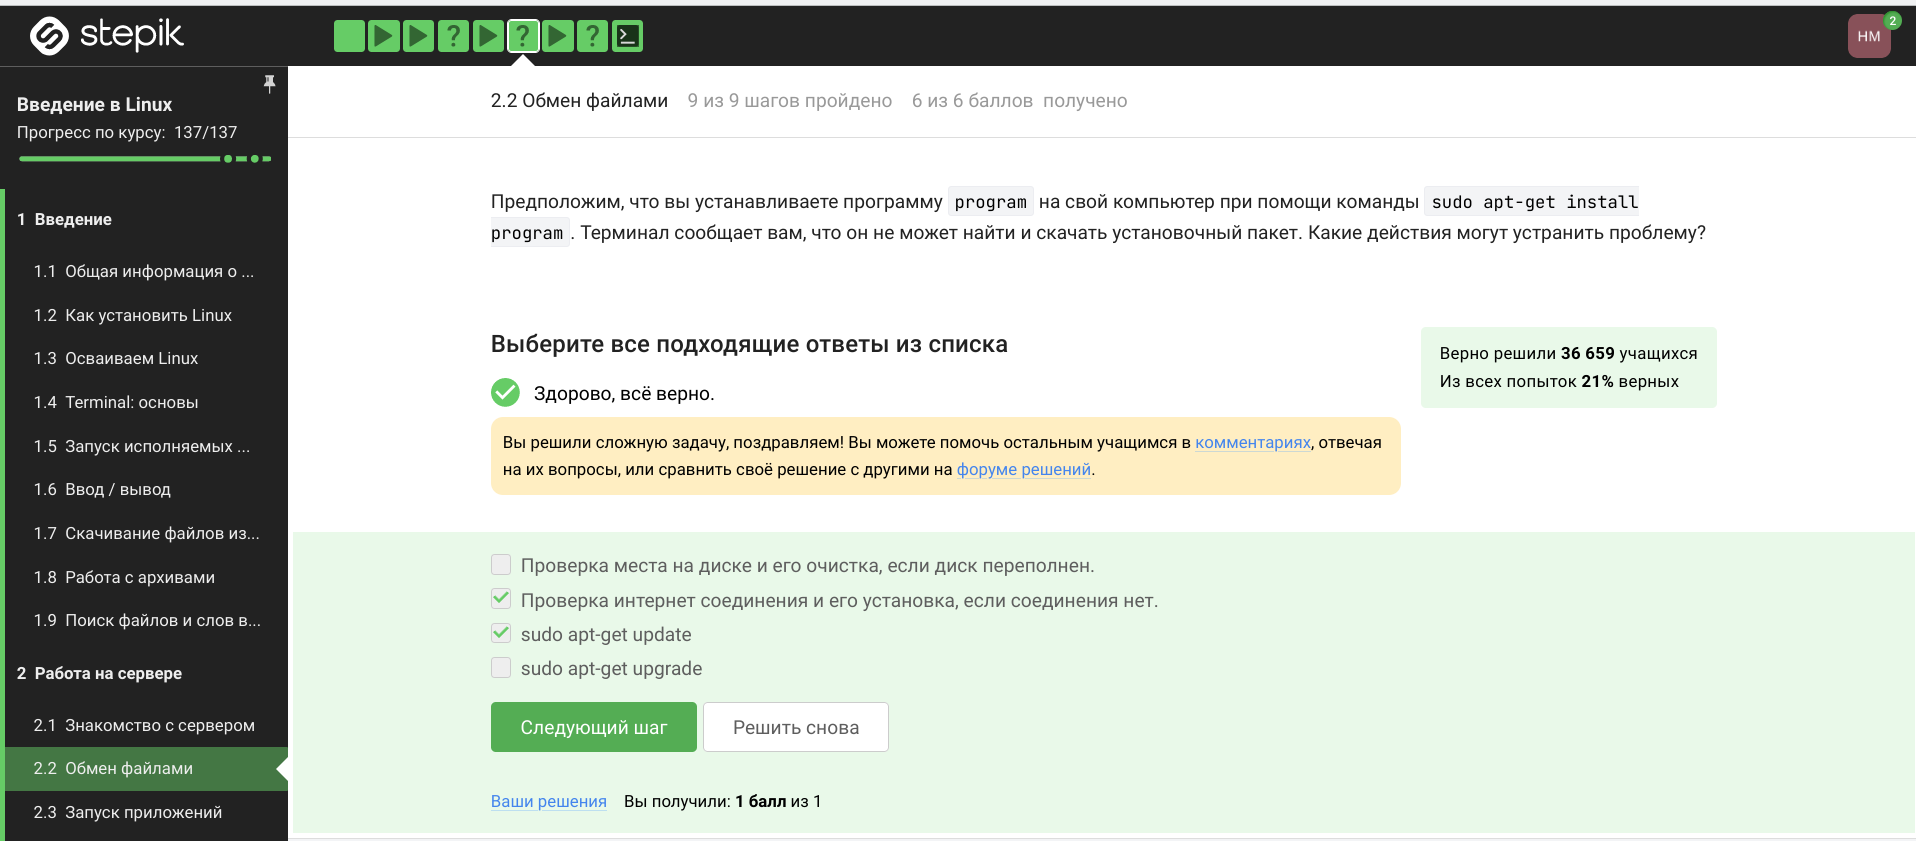 stepik
? ? ?
НМ
2
Введение в Linux
Прогресс по курсу: 137/137
1 Введение
1.1 Общая информация о ...
1.2 Как установить Linux
1.3 Осваиваем Linux
1.4 Terminal: основы
1.5 Запуск исполняемых ...
1.6 Ввод / вывод
1.7 Скачивание файлов из...
1.8 Работа с архивами
1.9 Поиск файлов и слов в...
2 Работа на сервере
2.1 Знакомство с сервером
2.2 Обмен файлами
2.3 Запуск приложений
2.2 Обмен файлами 9 из 9 шагов пройдено 6 из 6 баллов получено
Предположим, что вы устанавливаете программу program на свой компьютер при помощи команды sudo apt-get install
program . Терминал сообщает вам, что он не может найти и скачать установочный пакет. Какие действия могут устранить проблему?
Выберите все подходящие ответы из списка
Верно решили 36 659 учащихся
Из всех попыток 21% верных
Здорово, всё верно.
Вы решили сложную задачу, поздравляем! Вы можете помочь остальным учащимся в комментариях, отвечая
на их вопросы, или сравнить своё решение с другими на форуме решений.
Проверка места на диске и его очистка, если диск переполнен.
Проверка интернет соединения и его установка, если соединения нет.
sudo apt-get update
sudo apt-get upgrade
Следующий шаг
Решить снова
Ваши решения Вы получили: 1 балл из 1